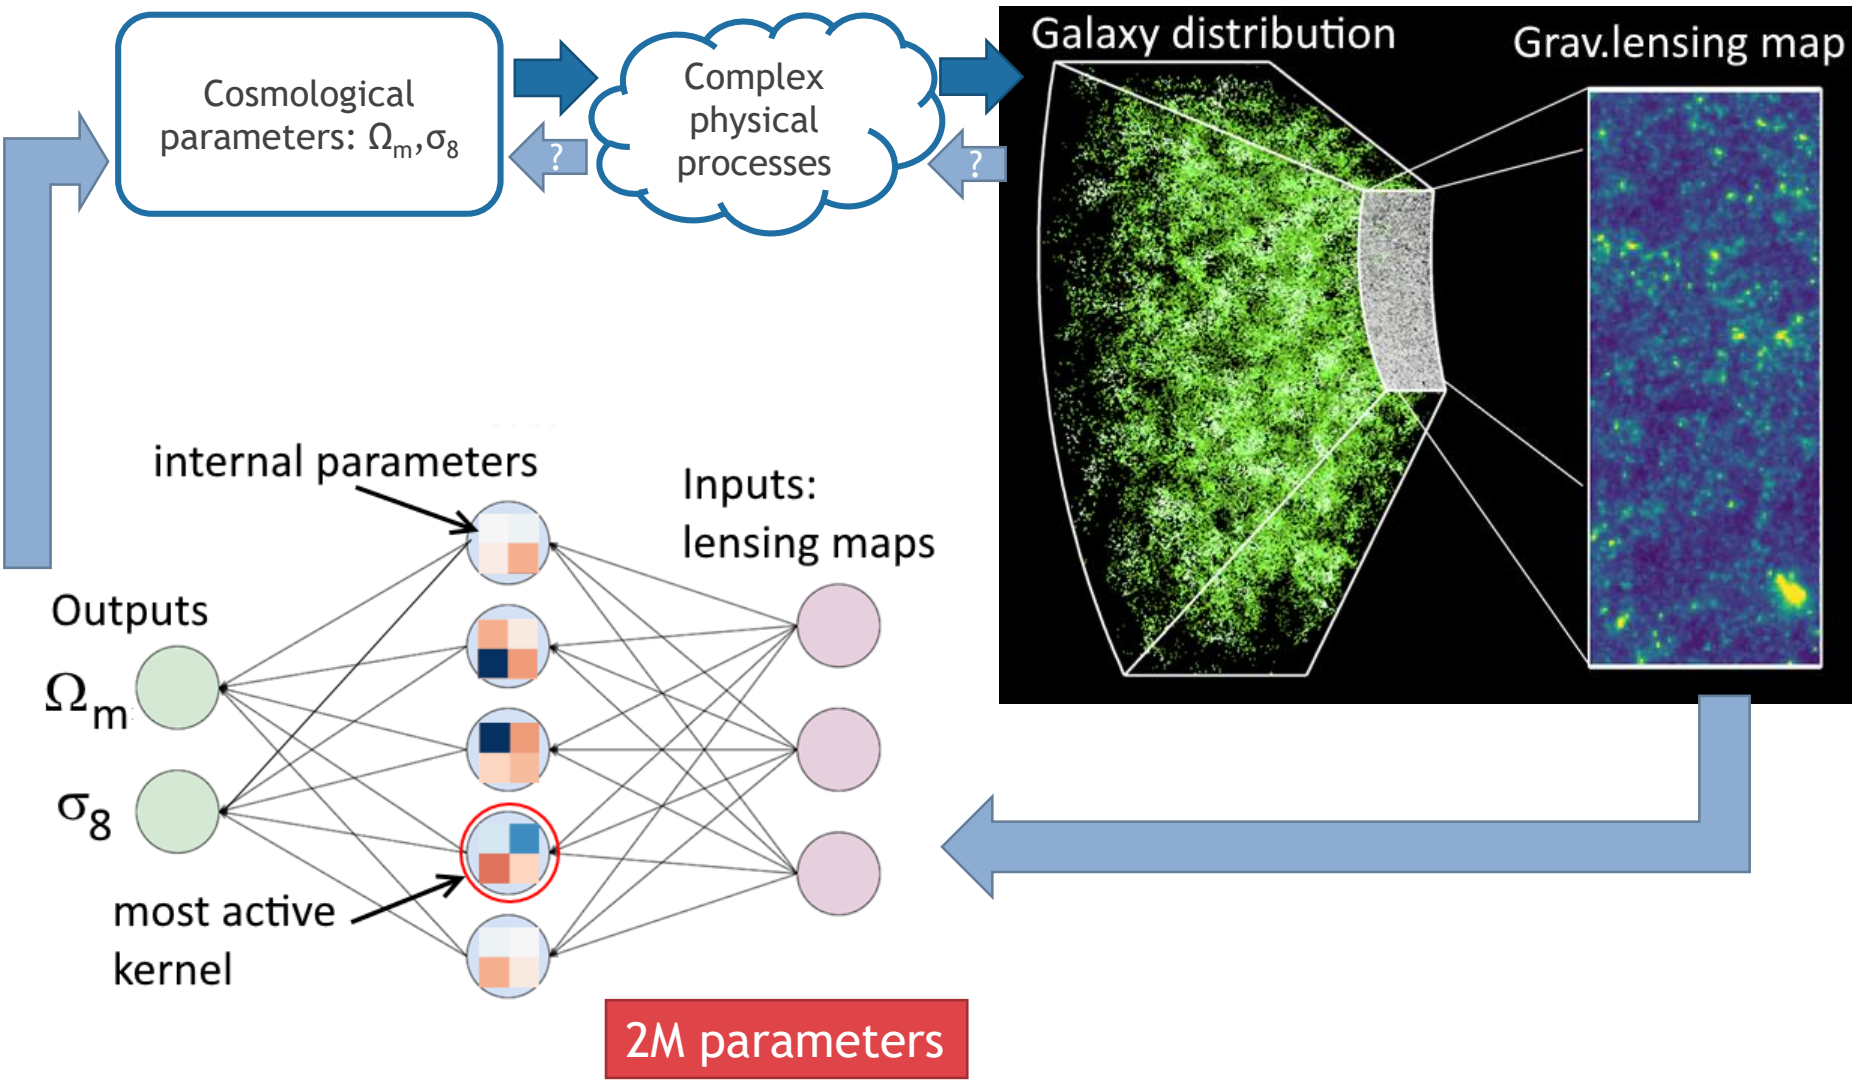 Cosmological
parameters: Ωm,σ8
?
Complex
physical
processes
?
Galaxy distribution
Grav.lensing map
internal parameters
Inputs:
lensing maps
Outputs
Ωm
σ8
most active
kernel
2M parameters